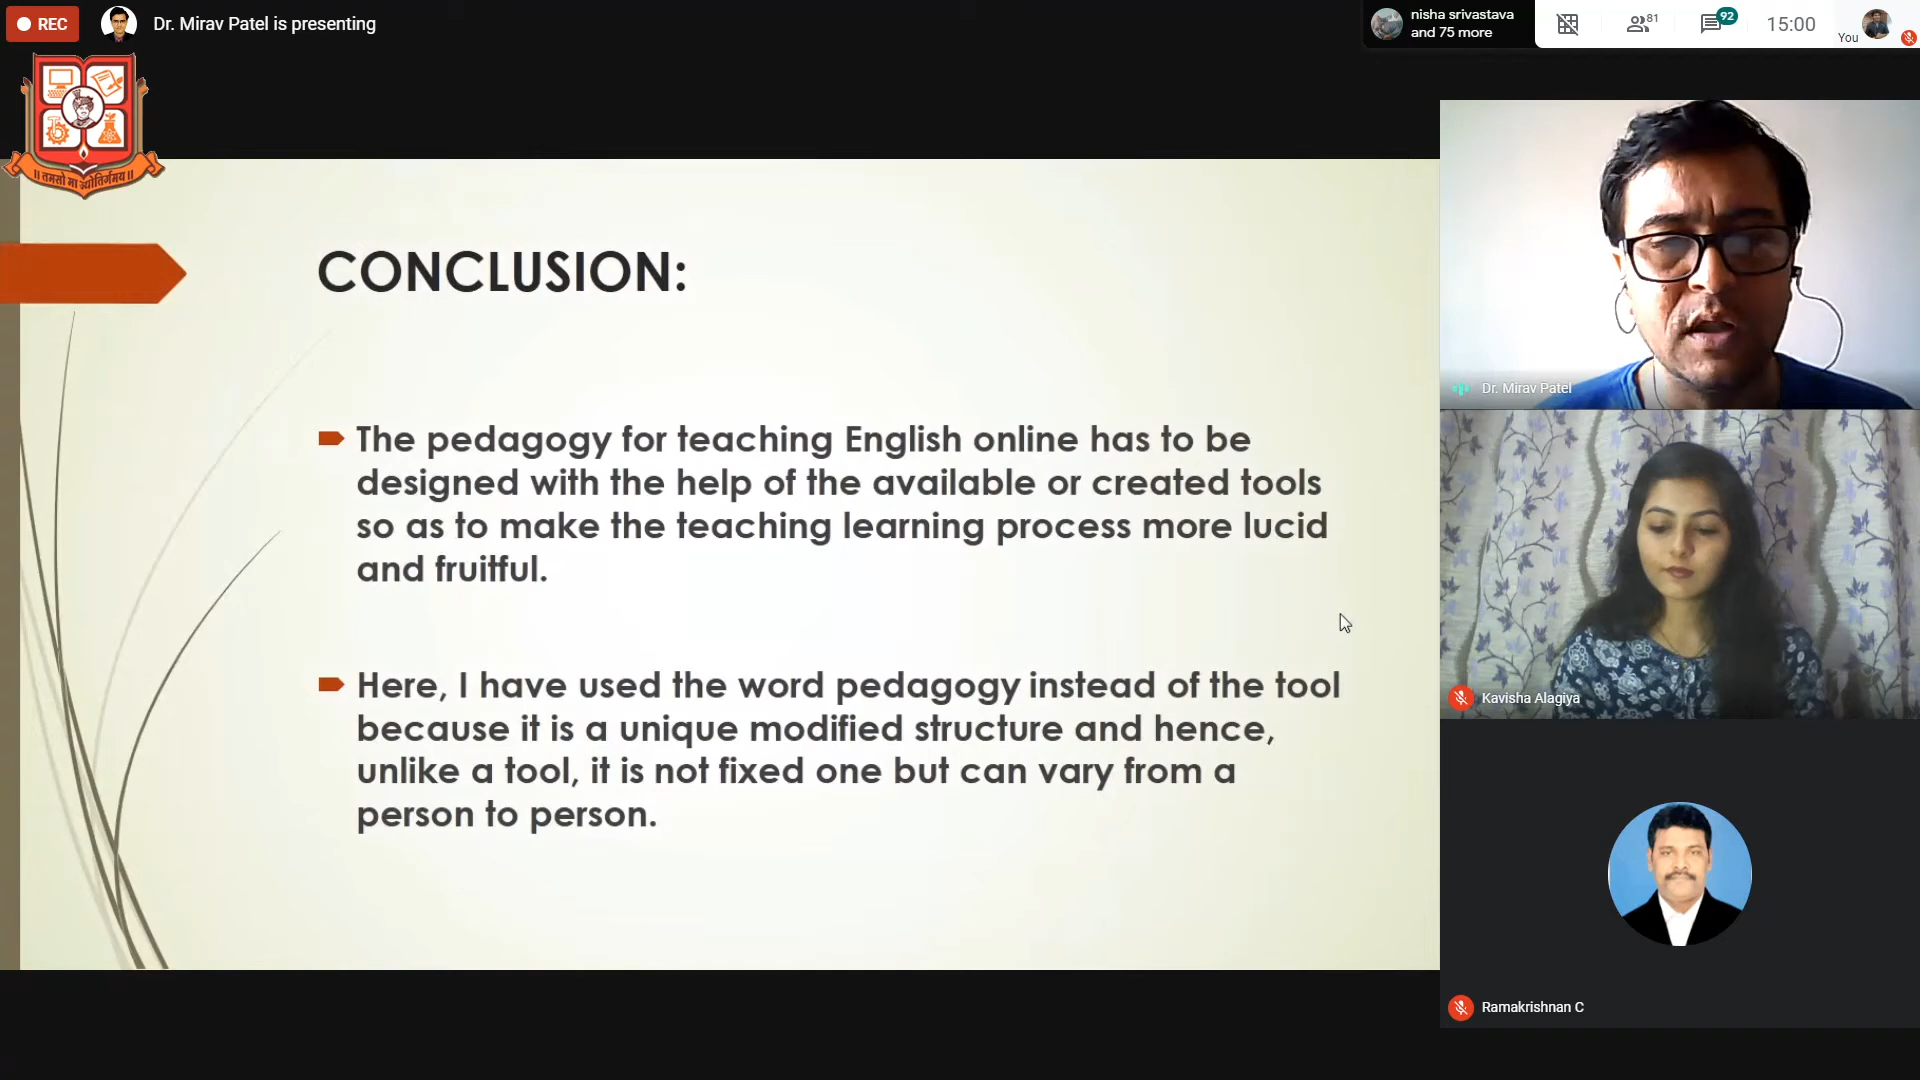 REC
Dr. Mirav Patel is presenting
nisha srivastava
and 75 more
81
92
15:00
You
॥ तमसो मा ज्योतिर्गमय ॥
CONCLUSION:
The pedagogy for teaching English online has to be
designed with the help of the available or created tools
so as to make the teaching learning process more lucid
and fruitful.
Here, I have used the word pedagogy instead of the tool
because it is a unique modified structure and hence,
unlike a tool, it is not fixed one but can vary from a
person to person.
Dr. Mirav Patel
Kavisha Alagiya
Ramakrishnan C